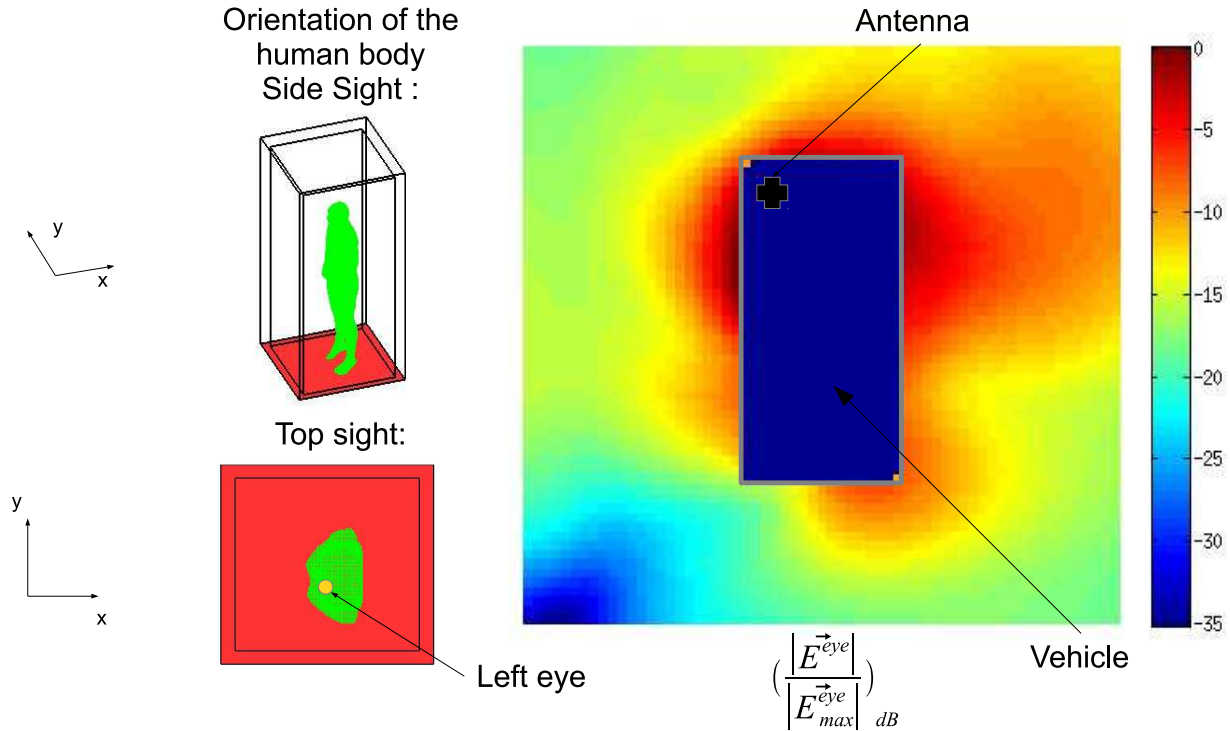 Orientation of the
human body
Side Sight :
y
x
Top sight:
y
x
Left eye
Antenna
0
−5
−10
−15
−20
−25
−30
−35
Vehicle
( |E⃗^eye| / |E⃗^eye_max| )_dB